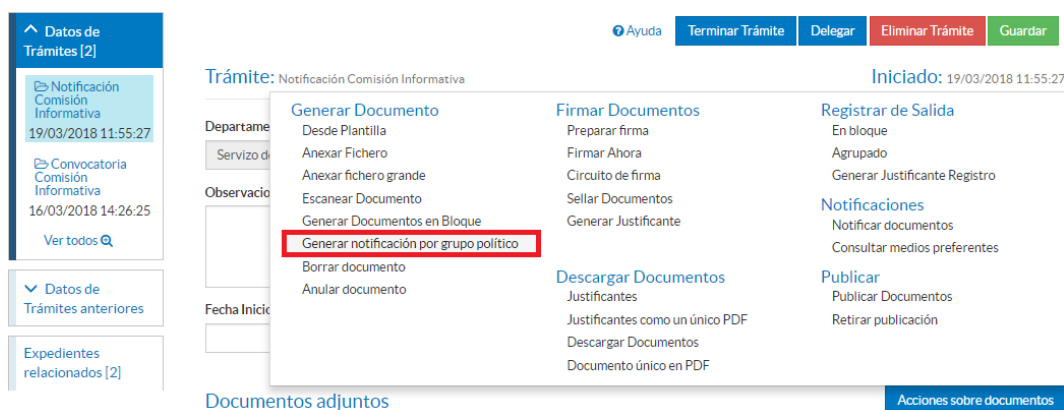 Datos de
Trámites [2]
Notificación
Comisión
Informativa
19/03/2018 11:55:27
Convocatoria
Comisión
Informativa
16/03/2018 14:26:25
Ver todos
Datos de
Trámites anteriores
Expedientes
relacionados [2]
Ayuda
Terminar Trámite
Delegar
Eliminar Trámite
Guardar
Trámite: Notificación Comisión Informativa
Iniciado: 19/03/2018 11:55:27
Departame
Servizo d
Observacio
Fecha Inici
Generar Documento
Desde Plantilla
Anexar Fichero
Anexar fichero grande
Escanear Documento
Generar Documentos en Bloque
Generar notificación por grupo político
Borrar documento
Anular documento
Firmar Documentos
Preparar firma
Firmar Ahora
Circuito de firma
Sellar Documentos
Generar Justificante
Descargar Documentos
Justificantes
Justificantes como un único PDF
Descargar Documentos
Documento único en PDF
Registrar de Salida
En bloque
Agrupado
Generar Justificante Registro
Notificaciones
Notificar documentos
Consultar medios preferentes
Publicar
Publicar Documentos
Retirar publicación
Documentos adjuntos
Acciones sobre documentos